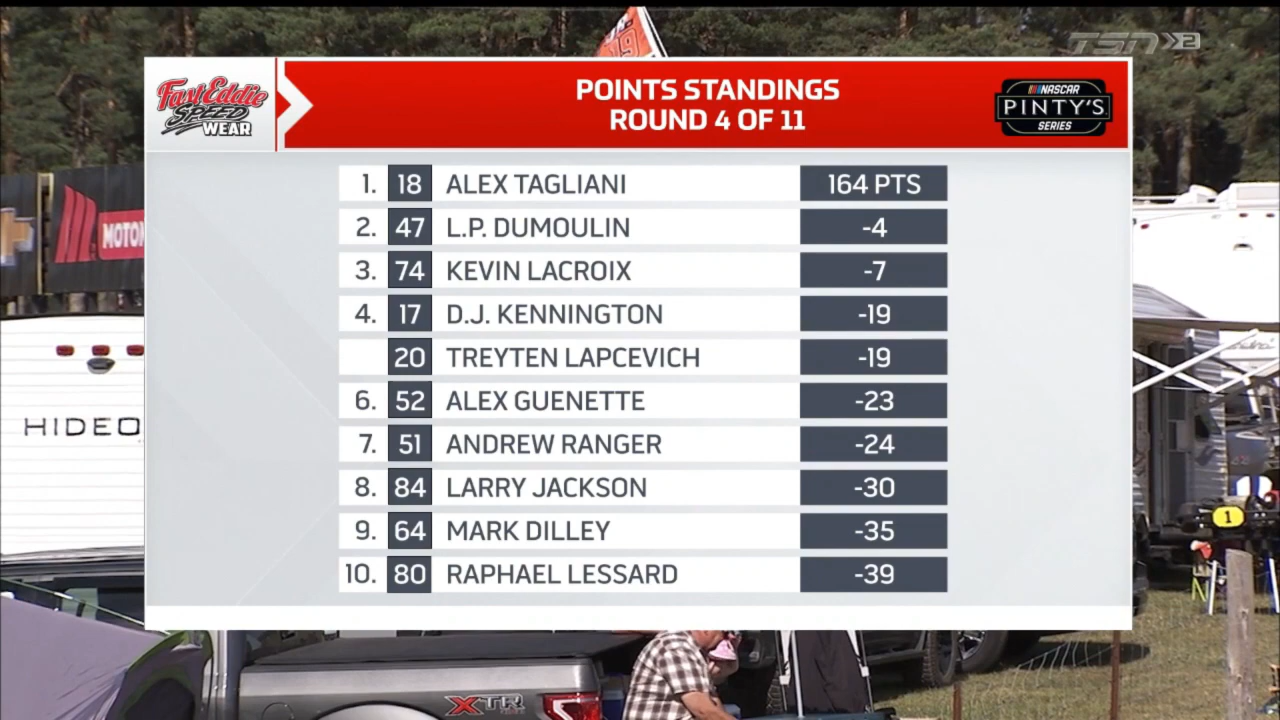 TSN 2
Fast Eddie
SPEED
WEAR
POINTS STANDINGS
ROUND 4 OF 11
NASCAR
PINTY'S
SERIES
1. 18 ALEX TAGLIANI 164 PTS
2. 47 L.P. DUMOULIN -4
3. 74 KEVIN LACROIX -7
4. 17 D.J. KENNINGTON -19
20 TREYTEN LAPCEVICH -19
6. 52 ALEX GUENETTE -23
7. 51 ANDREW RANGER -24
8. 84 LARRY JACKSON -30
9. 64 MARK DILLEY -35
10. 80 RAPHAEL LESSARD -39
MOTO
HIDEO
1
XTR